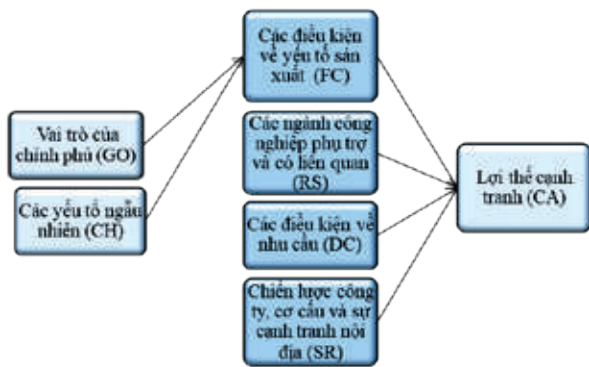 Các điều kiện
về yếu tố sản
xuất (FC)
Vai trò của
chính phủ (GO)
Các yếu tố ngẫu
nhiên (CH)
Các ngành công
nghiệp phụ trợ
và có liên quan
(RS)
Các điều kiện về
nhu cầu (DC)
Chiến lược công
ty, cơ cấu và sự
cạnh tranh nội
địa (SR)
Lợi thế cạnh
tranh (CA)